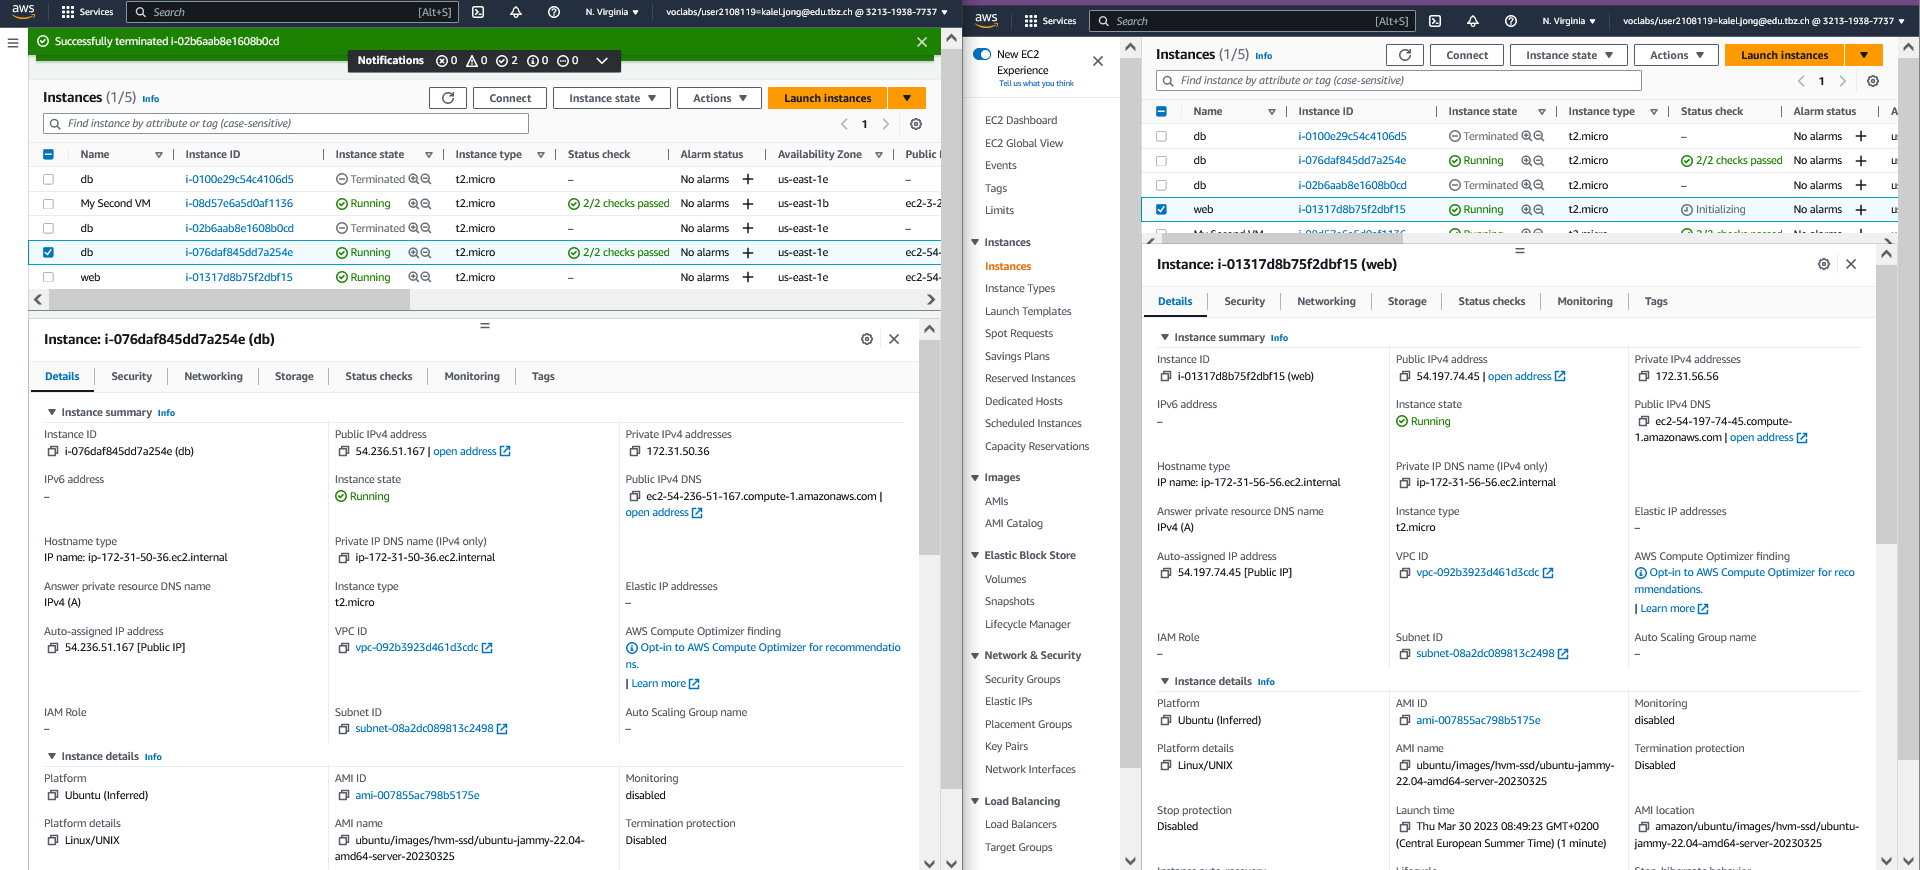 aws Services Search [Alt+S] N. Virginia voclabs/user2108119=kalel.jong@edu.tbz.ch @ 3213-1938-7737
Successfully terminated i-02b6aab8e1608b0cd
Notifications 0 0 2 0 0
Instances (1/5) Info
Connect Instance state Actions Launch instances
Find instance by attribute or tag (case-sensitive) 1
Name Instance ID Instance state Instance type Status check Alarm status Availability Zone Public I
db i-0100e29c54c4106d5 Terminated t2.micro – No alarms + us-east-1e –
My Second VM i-08d57e6a5d0af1136 Running t2.micro 2/2 checks passed No alarms + us-east-1b ec2-3-2
db i-02b6aab8e1608b0cd Terminated t2.micro – No alarms + us-east-1e –
db i-076daf845dd7a254e Running t2.micro 2/2 checks passed No alarms + us-east-1e ec2-54-
web i-01317d8b75f2dbf15 Running t2.micro – No alarms + us-east-1e ec2-54-
Instance: i-076daf845dd7a254e (db)
Details Security Networking Storage Status checks Monitoring Tags
Instance summary Info
Instance ID
i-076daf845dd7a254e (db)
Public IPv4 address
54.236.51.167 | open address
Private IPv4 addresses
172.31.50.36
IPv6 address
–
Instance state
Running
Public IPv4 DNS
ec2-54-236-51-167.compute-1.amazonaws.com |
open address
Hostname type
IP name: ip-172-31-50-36.ec2.internal
Private IP DNS name (IPv4 only)
ip-172-31-50-36.ec2.internal
Answer private resource DNS name
IPv4 (A)
Instance type
t2.micro
Elastic IP addresses
–
Auto-assigned IP address
54.236.51.167 [Public IP]
VPC ID
vpc-092b3923d461d3cdc
AWS Compute Optimizer finding
Opt-in to AWS Compute Optimizer for recommendatio
ns.
| Learn more
IAM Role
–
Subnet ID
subnet-08a2dc089813c2498
Auto Scaling Group name
–
Instance details Info
Platform
Ubuntu (Inferred)
AMI ID
ami-007855ac798b5175e
Monitoring
disabled
Platform details
Linux/UNIX
AMI name
ubuntu/images/hvm-ssd/ubuntu-jammy-22.04-
amd64-server-20230325
Termination protection
Disabled
aws Services Search [Alt+S] N. Virginia voclabs/user2108119=kalel.jong@edu.tbz.ch @ 3213-1938-7737
New EC2
Experience
Tell us what you think
EC2 Dashboard
EC2 Global View
Events
Tags
Limits
Instances
Instances
Instance Types
Launch Templates
Spot Requests
Savings Plans
Reserved Instances
Dedicated Hosts
Scheduled Instances
Capacity Reservations
Images
AMIs
AMI Catalog
Elastic Block Store
Volumes
Snapshots
Lifecycle Manager
Network & Security
Security Groups
Elastic IPs
Placement Groups
Key Pairs
Network Interfaces
Load Balancing
Load Balancers
Target Groups
Instances (1/5) Info
Connect Instance state Actions Launch instances
Find instance by attribute or tag (case-sensitive) 1
Name Instance ID Instance state Instance type Status check Alarm status A
db i-0100e29c54c4106d5 Terminated t2.micro – No alarms + u
db i-076daf845dd7a254e Running t2.micro 2/2 checks passed No alarms + u
db i-02b6aab8e1608b0cd Terminated t2.micro – No alarms + u
web i-01317d8b75f2dbf15 Running t2.micro Initializing No alarms + u
My Second VM i-08d57e6a5d0af1136 Running t2.micro 2/2 checks passed No alarms
Instance: i-01317d8b75f2dbf15 (web)
Details Security Networking Storage Status checks Monitoring Tags
Instance summary Info
Instance ID
i-01317d8b75f2dbf15 (web)
Public IPv4 address
54.197.74.45 | open address
Private IPv4 addresses
172.31.56.56
IPv6 address
–
Instance state
Running
Public IPv4 DNS
ec2-54-197-74-45.compute-
1.amazonaws.com | open address
Hostname type
IP name: ip-172-31-56-56.ec2.internal
Private IP DNS name (IPv4 only)
ip-172-31-56-56.ec2.internal
Answer private resource DNS name
IPv4 (A)
Instance type
t2.micro
Elastic IP addresses
–
Auto-assigned IP address
54.197.74.45 [Public IP]
VPC ID
vpc-092b3923d461d3cdc
AWS Compute Optimizer finding
Opt-in to AWS Compute Optimizer for reco
mmendations.
| Learn more
IAM Role
–
Subnet ID
subnet-08a2dc089813c2498
Auto Scaling Group name
–
Instance details Info
Platform
Ubuntu (Inferred)
AMI ID
ami-007855ac798b5175e
Monitoring
disabled
Platform details
Linux/UNIX
AMI name
ubuntu/images/hvm-ssd/ubuntu-jammy-
22.04-amd64-server-20230325
Termination protection
Disabled
Stop protection
Disabled
Launch time
Thu Mar 30 2023 08:49:23 GMT+0200
(Central European Summer Time) (1 minute)
AMI location
amazon/ubuntu/images/hvm-ssd/ubuntu-
jammy-22.04-amd64-server-20230325